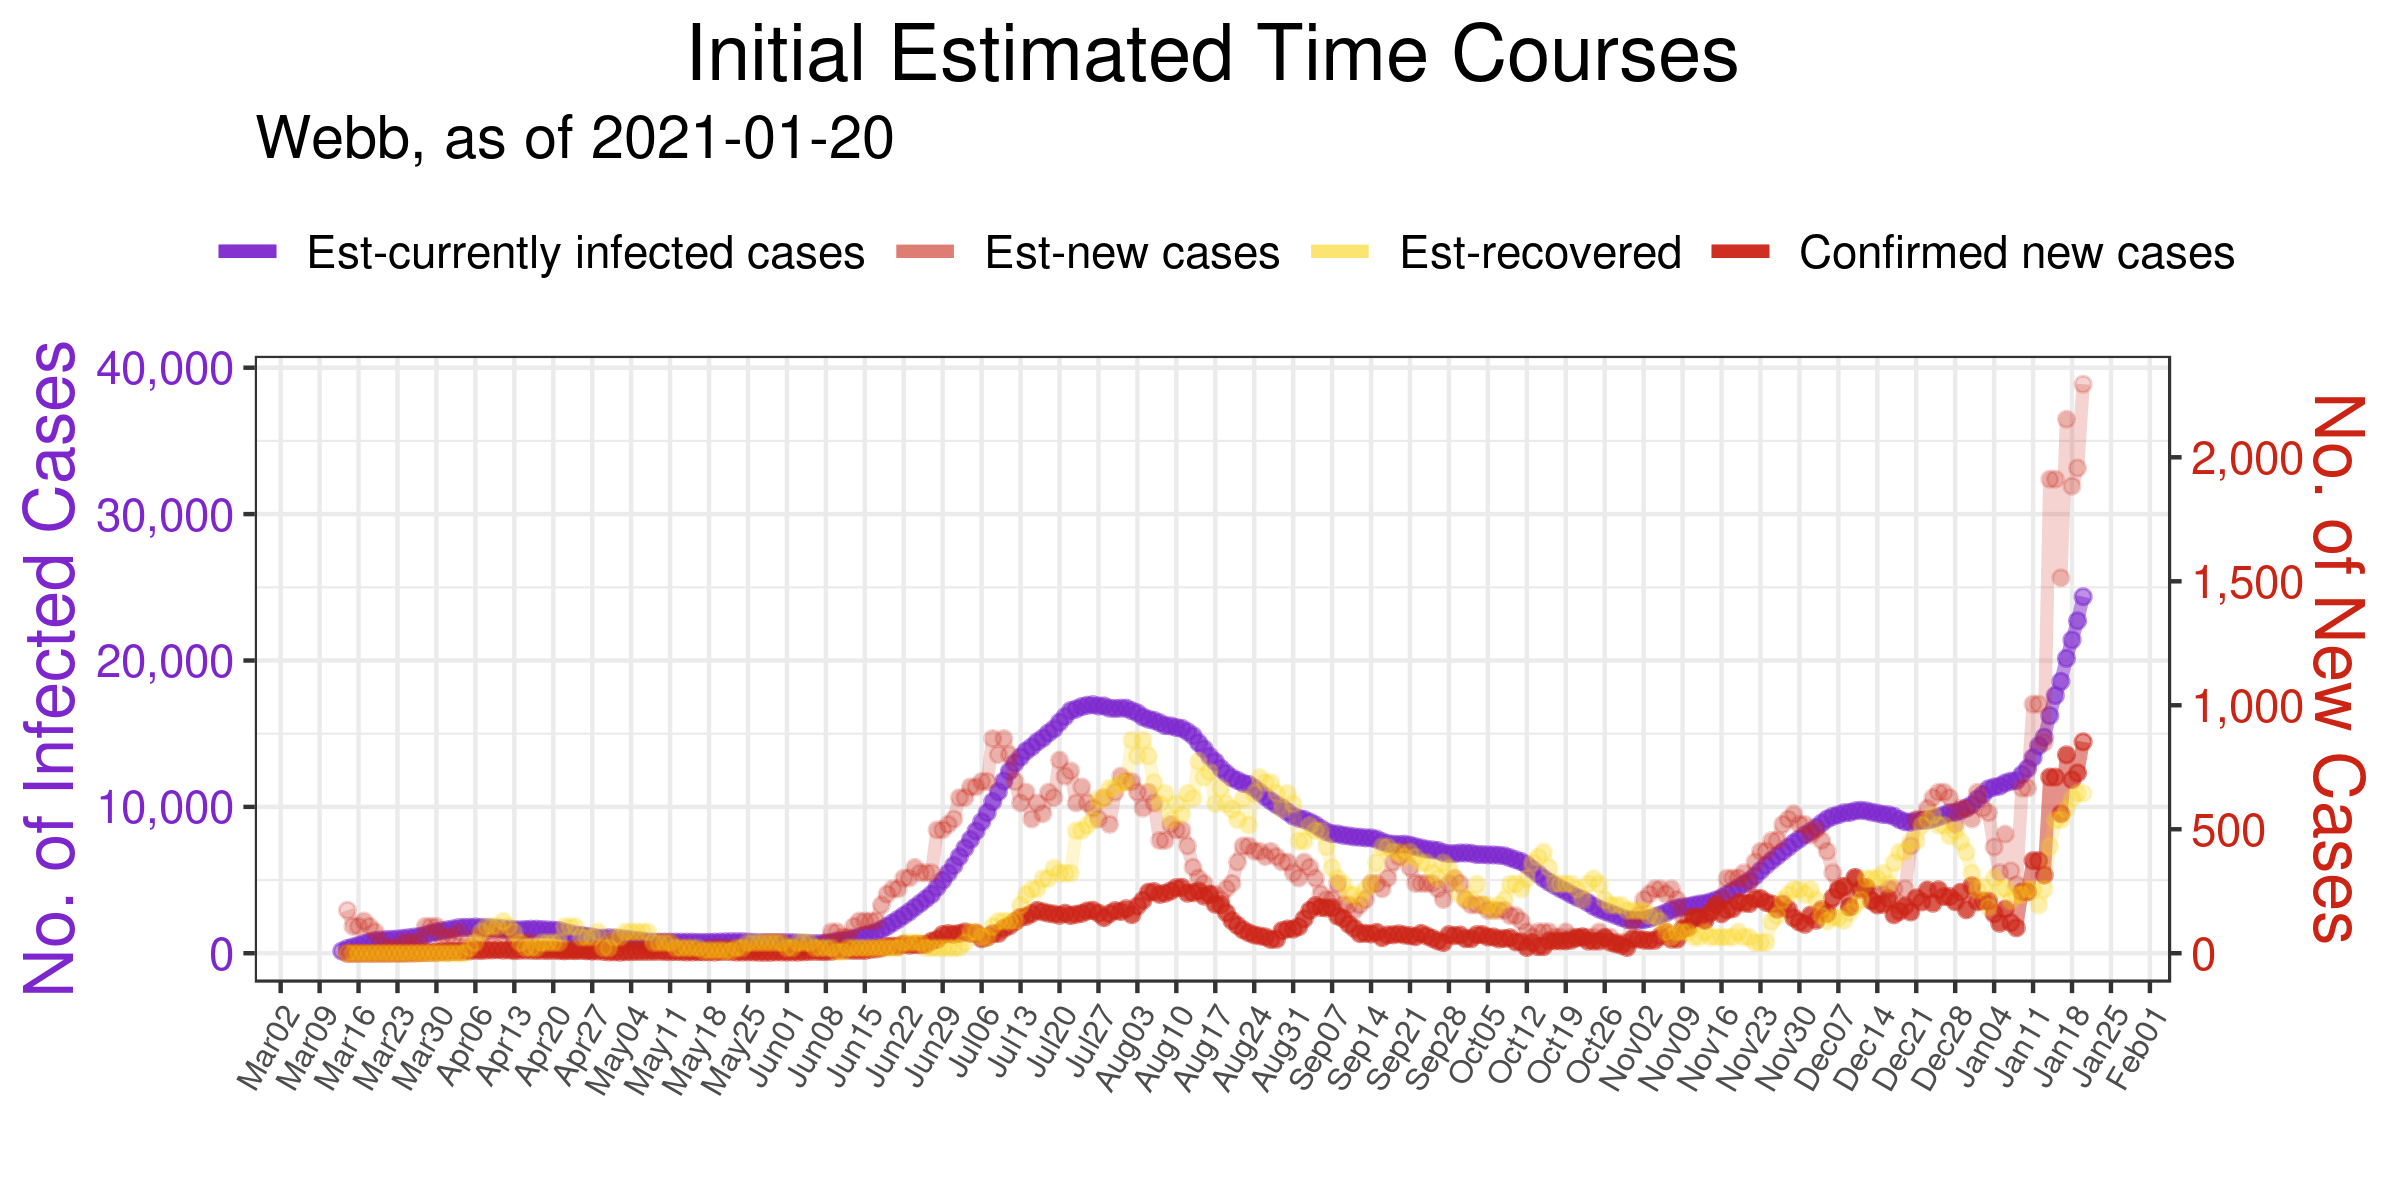 Initial Estimated Time Courses
Webb, as of 2021-01-20
Est-currently infected cases Est-new cases Est-recovered Confirmed new cases
No. of Infected Cases
40,000
30,000
20,000
10,000
0
2,000
1,500
1,000
500
0
No. of New Cases
Mar02 Mar09 Mar16 Mar23 Mar30 Apr06 Apr13 Apr20 Apr27 May04 May11 May18 May25 Jun01 Jun08 Jun15 Jun22 Jun29 Jul06 Jul13 Jul20 Jul27 Aug03 Aug10 Aug17 Aug24 Aug31 Sep07 Sep14 Sep21 Sep28 Oct05 Oct12 Oct19 Oct26 Nov02 Nov09 Nov16 Nov23 Nov30 Dec07 Dec14 Dec21 Dec28 Jan04 Jan11 Jan18 Jan25 Feb01